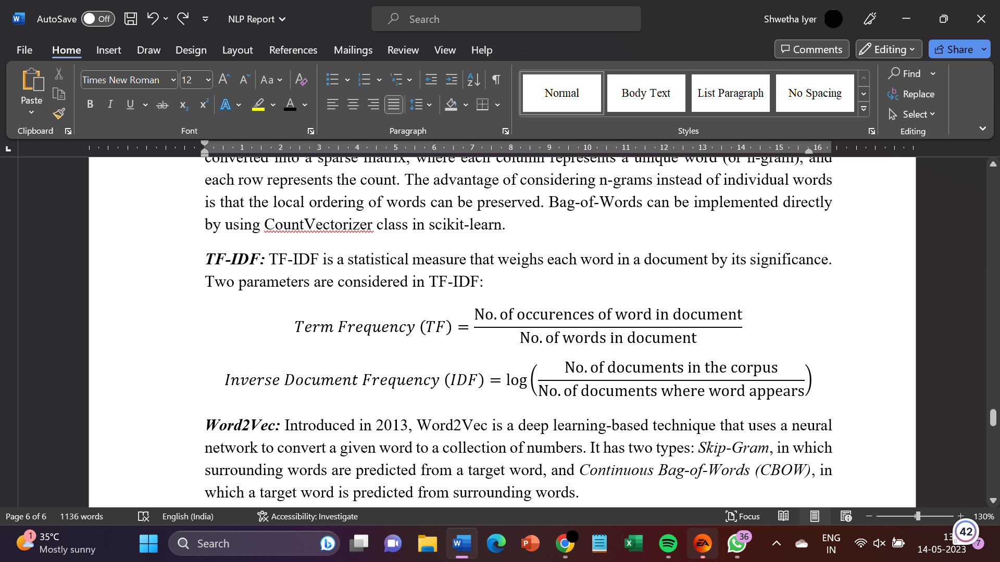 AutoSave Off NLP Report Search Shwetha Iyer
File Home Insert Draw Design Layout References Mailings Review View Help Comments Editing Share
Paste Times New Roman 12 Aa Normal Body Text List Paragraph No Spacing Find
Replace
Select
Clipboard Font Paragraph Styles Editing
1 2 3 4 5 6 7 8 9 10 11 12 13 14 15 16
converted into a sparse matrix, where each column represents a unique word (or n-gram), and
each row represents the count. The advantage of considering n-grams instead of individual words
is that the local ordering of words can be preserved. Bag-of-Words can be implemented directly
by using CountVectorizer class in scikit-learn.
TF-IDF: TF-IDF is a statistical measure that weighs each word in a document by its significance.
Two parameters are considered in TF-IDF:
Term Frequency (TF) = No. of occurences of word in document
No. of words in document
Inverse Document Frequency (IDF) = log ( No. of documents in the corpus
No. of documents where word appears )
Word2Vec: Introduced in 2013, Word2Vec is a deep learning-based technique that uses a neural
network to convert a given word to a collection of numbers. It has two types: Skip-Gram, in which
surrounding words are predicted from a target word, and Continuous Bag-of-Words (CBOW), in
which a target word is predicted from surrounding words.
Page 6 of 6 1136 words English (India) Accessibility: Investigate Focus 130%
1 35°C Search 36 ENG 13 42
Mostly sunny IN 14-05-2023 7